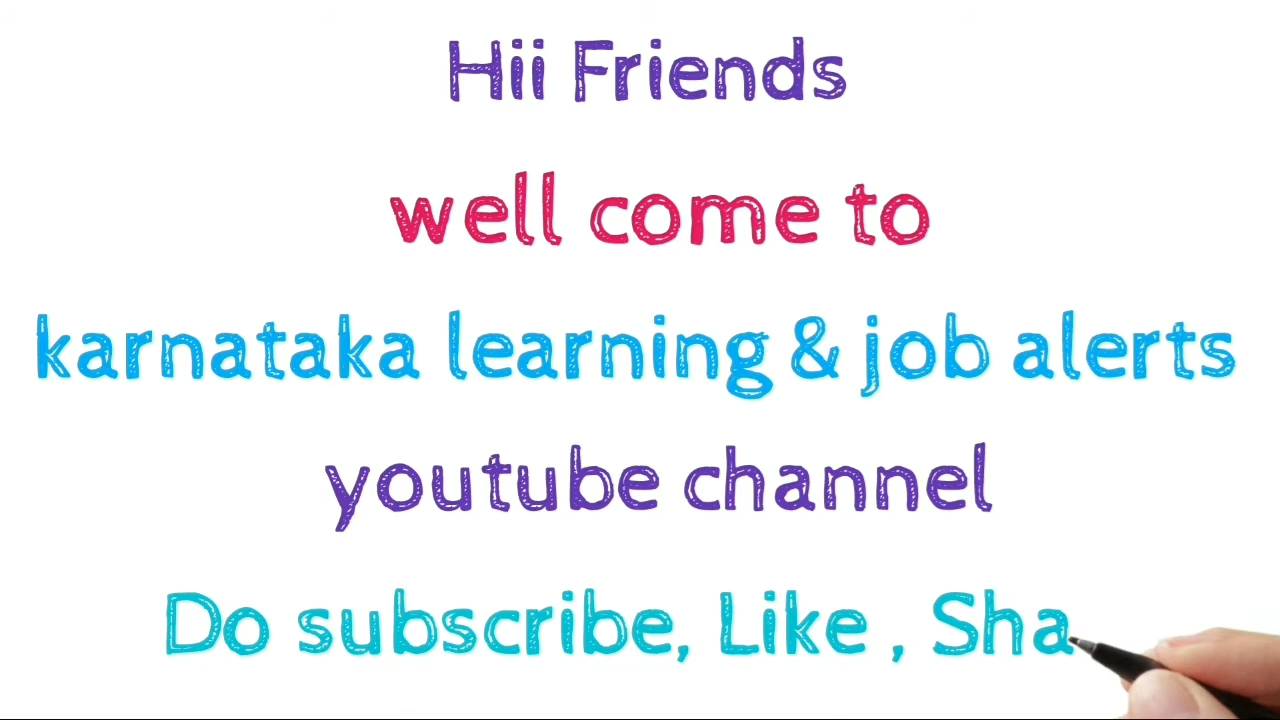 Hii Friends
well come to
karnataka learning & job alerts
youtube channel
Do subscribe, Like , Sha